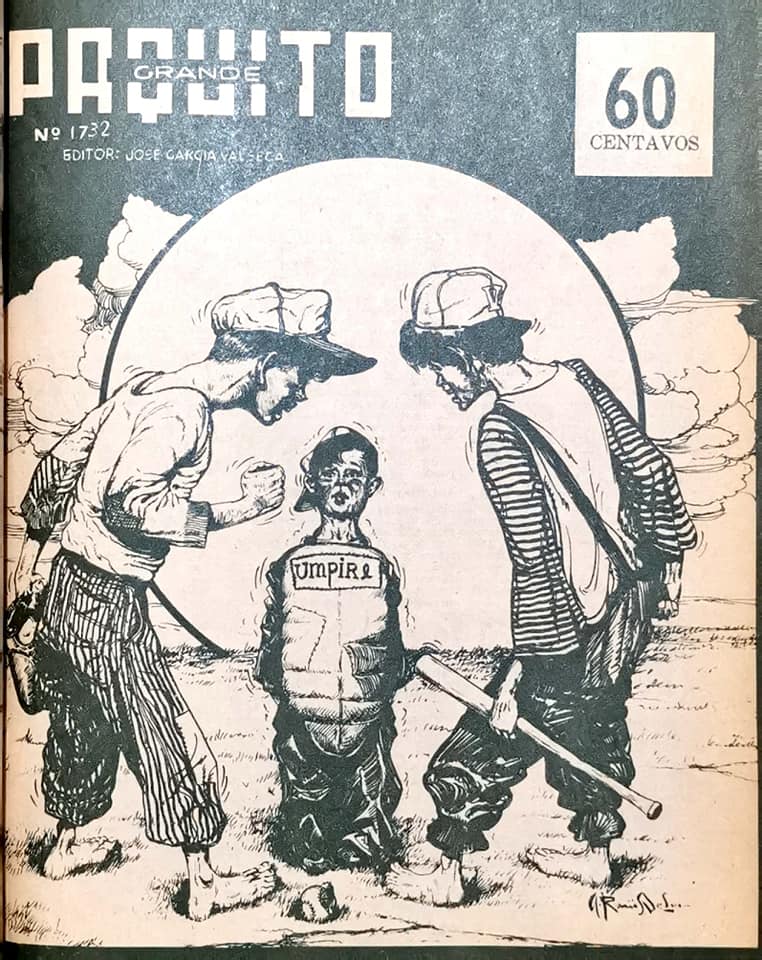 PAQUITO
GRANDE
Nº 1732
EDITOR: JOSE GARCIA VALSECA
60
CENTAVOS
V
umpire